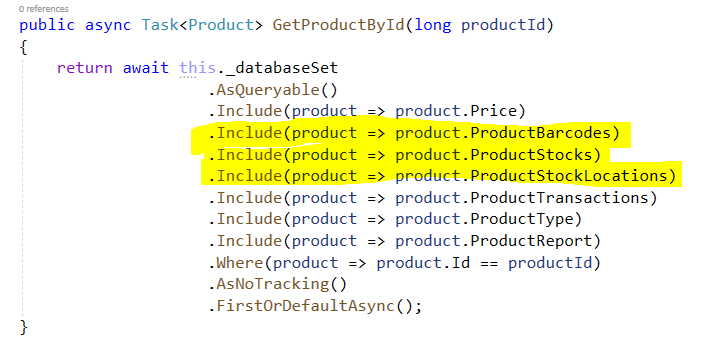 0 references
public async Task<Product> GetProductById(long productId)
{
return await this._databaseSet
.AsQueryable()
.Include(product => product.Price)
.Include(product => product.ProductBarcodes)
.Include(product => product.ProductStocks)
.Include(product => product.ProductStockLocations)
.Include(product => product.ProductTransactions)
.Include(product => product.ProductType)
.Include(product => product.ProductReport)
.Where(product => product.Id == productId)
.AsNoTracking()
.FirstOrDefaultAsync();
}